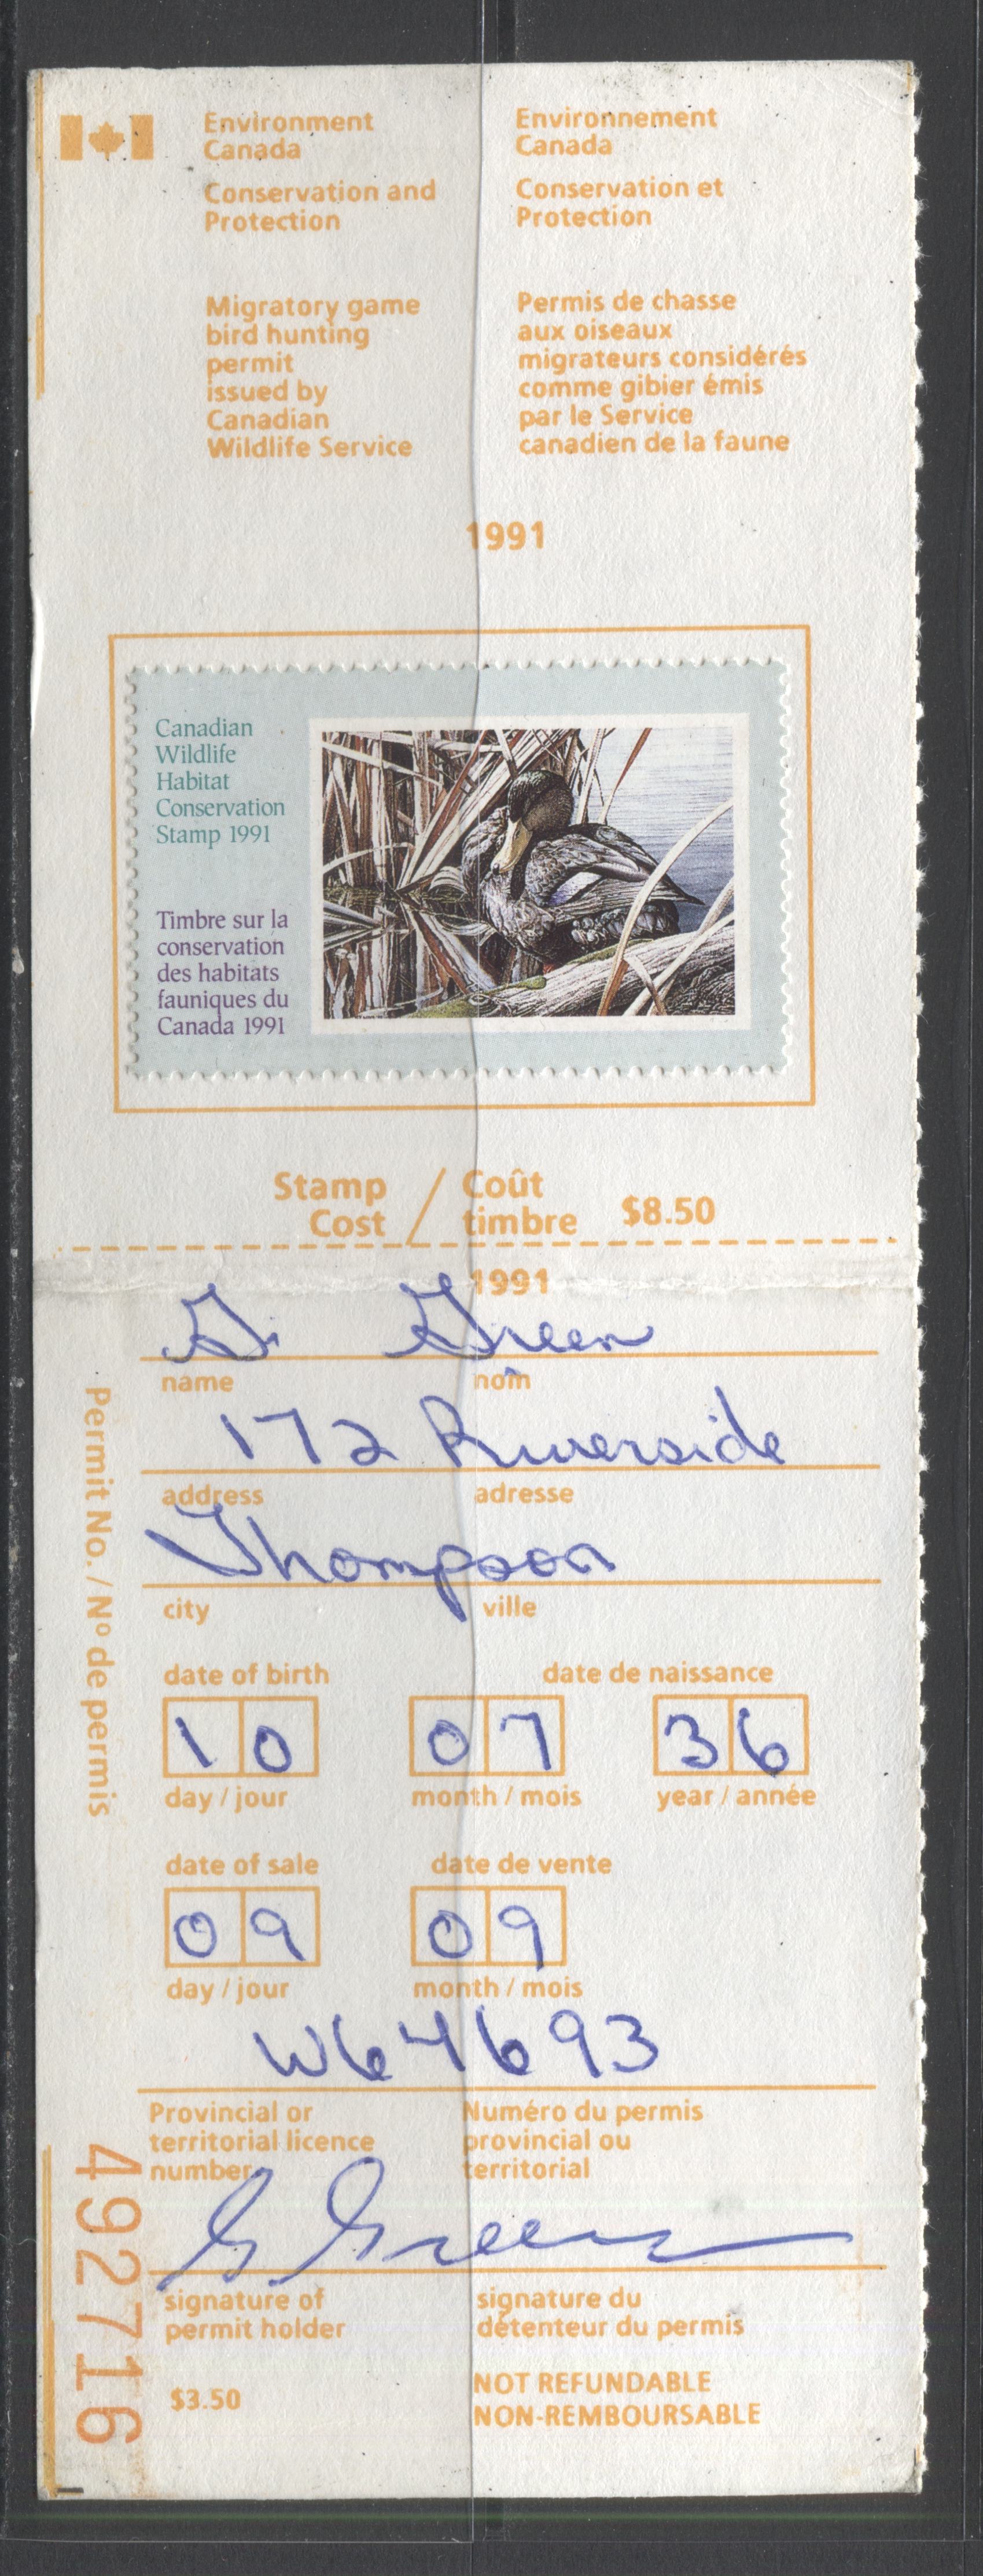 Environment
Canada
Conservation and
Protection
Migratory game
bird hunting
permit
issued by
Canadian
Wildlife Service
Environnement
Canada
Conservation et
Protection
Permis de chasse
aux oiseaux
migrateurs considérés
comme gibier émis
par le Service
canadien de la faune
1991
Canadian
Wildlife
Habitat
Conservation
Stamp 1991
Timbre sur la
conservation
des habitats
fauniques du
Canada 1991
Stamp Cost / Coût timbre $8.50
1991
G. Green
name nom
172 Riverside
address adresse
Thompson
city ville
date of birth date de naissance
10 07 36
day / jour month / mois year / année
date of sale date de vente
09 09
day / jour month / mois
W64693
Provincial or
territorial licence
number
Numéro du permis
provincial ou
territorial
G Green
signature of
permit holder
signature du
détenteur du permis
$3.50
NOT REFUNDABLE
NON-REMBOURSABLE
Permit No. / No de permis
492716